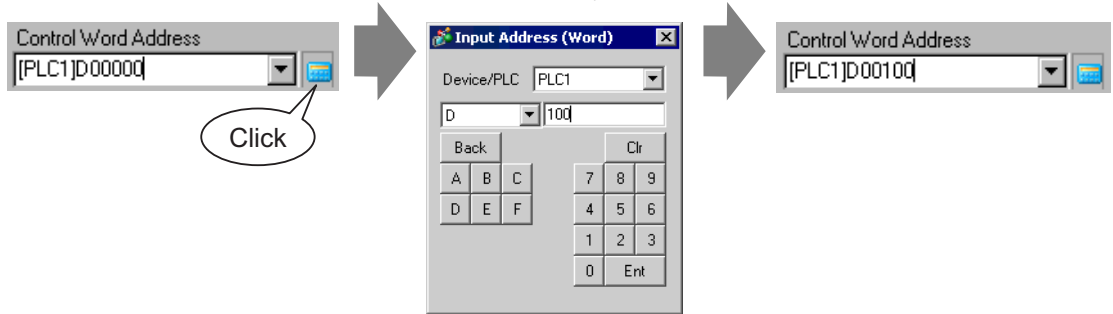 Control Word Address
[PLC1]D00000
Click
Input Address (Word)
Device/PLC PLC1
D 100
Back Clr
A B C 7 8 9
D E F 4 5 6
1 2 3
0 Ent
Control Word Address
[PLC1]D00100